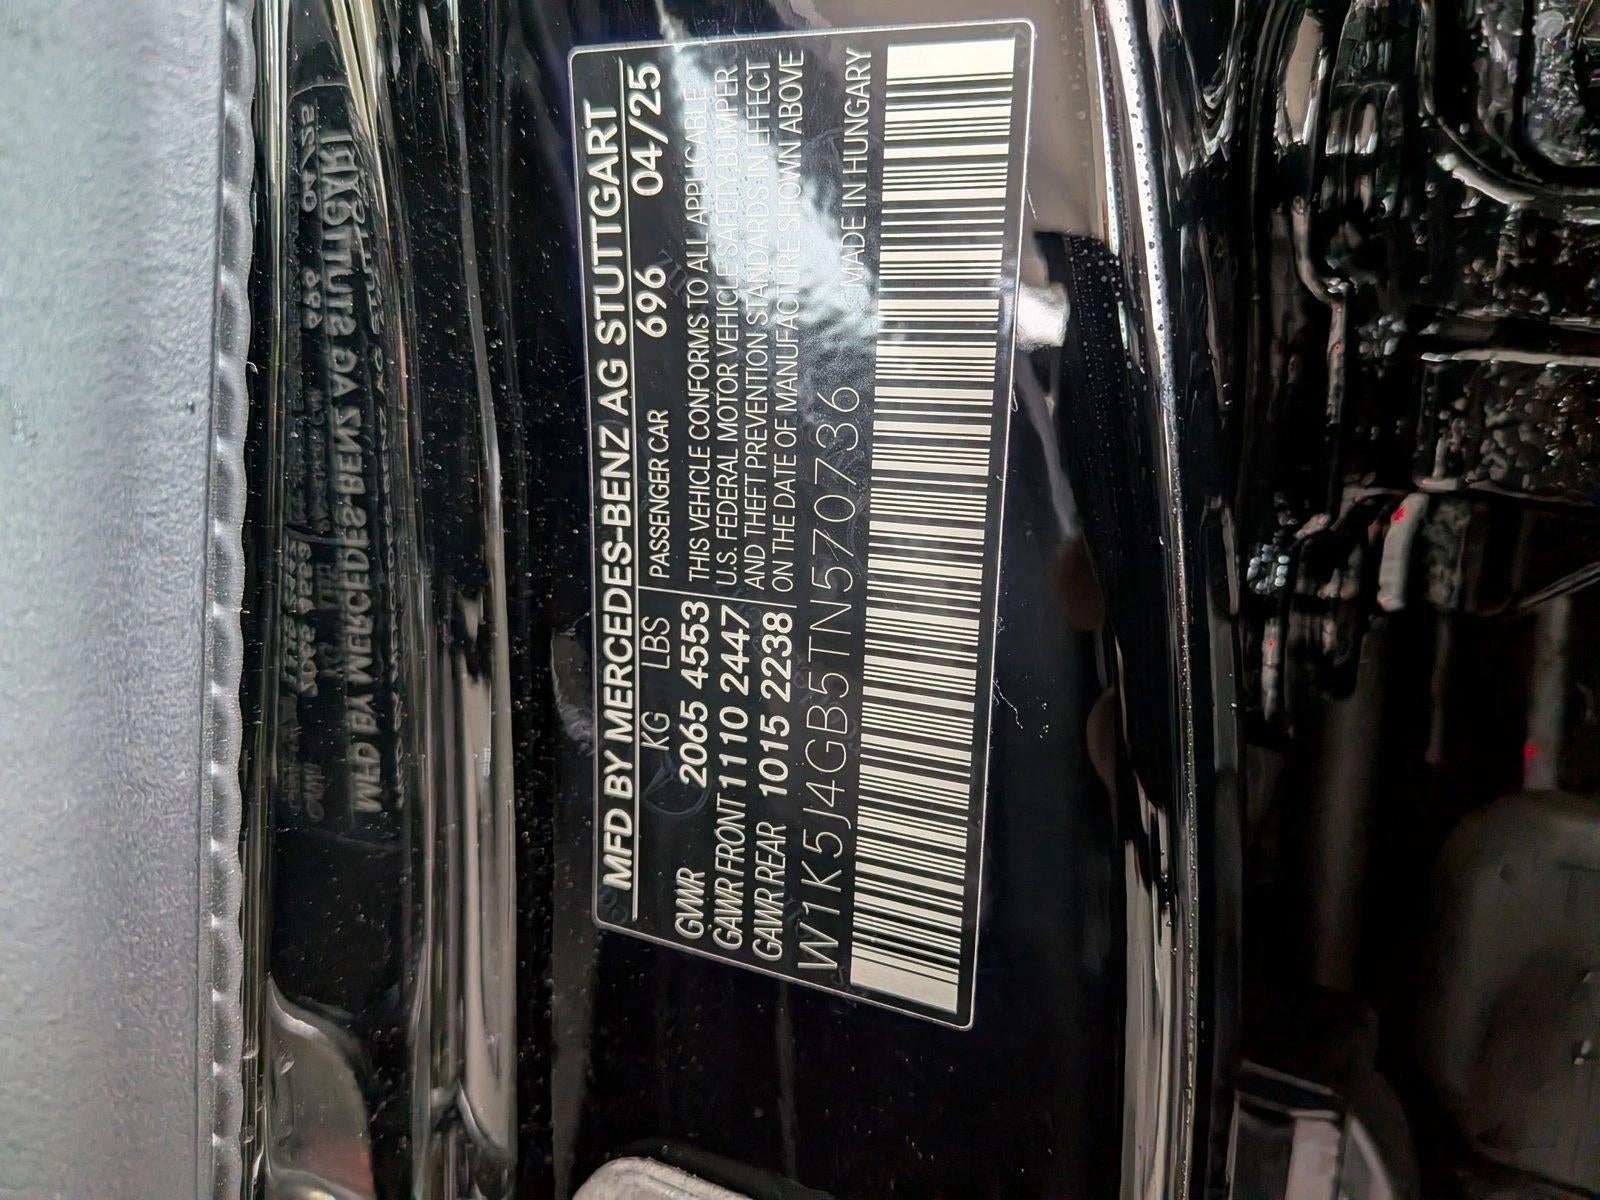 MFD BY MERCEDES-BENZ AG STUTTGART
KG LBS PASSENGER CAR 696 04/25
GVWR 2065 4553
GAWR FRONT 1110 2447
GAWR REAR 1015 2238
THIS VEHICLE CONFORMS TO ALL APPLICABLE
U.S. FEDERAL MOTOR VEHICLE SAFETY/BUMPER
AND THEFT PREVENTION STANDARDS IN EFFECT
ON THE DATE OF MANUFACTURE SHOWN ABOVE
MADE IN HUNGARY
W1K5J4GB5TN570736